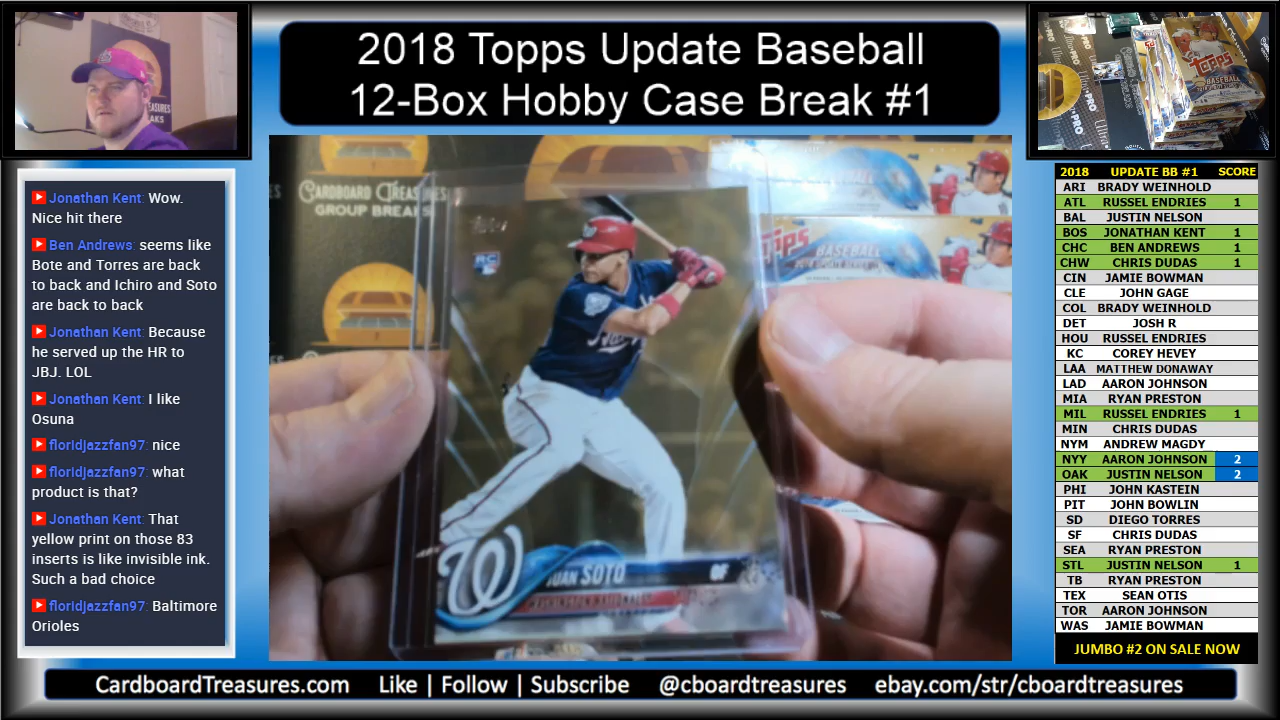 2018 Topps Update Baseball
12-Box Hobby Case Break #1
Jonathan Kent: Wow.
Nice hit there
Ben Andrews: seems like
Bote and Torres are back
to back and Ichiro and Soto
are back to back
Jonathan Kent: Because
he served up the HR to
JBJ. LOL
Jonathan Kent: I like
Osuna
floridjazzfan97: nice
floridjazzfan97: what
product is that?
Jonathan Kent: That
yellow print on those 83
inserts is like invisible ink.
Such a bad choice
floridjazzfan97: Baltimore
Orioles
CARDBOARD TREASURES
GROUP BREAKS
RC
W
JUAN SOTO OF
BASEBALL
topps
BASEBALL
2018 UPDATE BB #1 SCORE
ARI BRADY WEINHOLD
ATL RUSSEL ENDRIES 1
BAL JUSTIN NELSON
BOS JONATHAN KENT 1
CHC BEN ANDREWS 1
CHW CHRIS DUDAS 1
CIN JAMIE BOWMAN
CLE JOHN GAGE
COL BRADY WEINHOLD
DET JOSH R
HOU RUSSEL ENDRIES
KC COREY HEVEY
LAA MATTHEW DONAWAY
LAD AARON JOHNSON
MIA RYAN PRESTON
MIL RUSSEL ENDRIES 1
MIN CHRIS DUDAS
NYM ANDREW MAGDY
NYY AARON JOHNSON 2
OAK JUSTIN NELSON 2
PHI JOHN KASTEIN
PIT JOHN BOWLIN
SD DIEGO TORRES
SF CHRIS DUDAS
SEA RYAN PRESTON
STL JUSTIN NELSON 1
TB RYAN PRESTON
TEX SEAN OTIS
TOR AARON JOHNSON
WAS JAMIE BOWMAN
JUMBO #2 ON SALE NOW
CardboardTreasures.com Like | Follow | Subscribe @cboardtreasures ebay.com/str/cboardtreasures